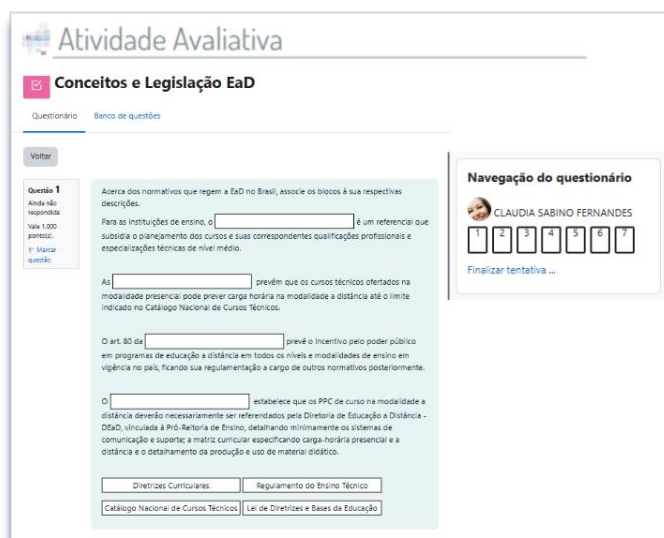 Atividade Avaliativa
Conceitos e Legislação EaD
Questionário
Banco de questões
Voltar
Questão 1
Ainda não
respondida
Vale 1,000
ponto(s).
Marcar
questão
Acerca dos normativos que regem a EaD no Brasil, associe os blocos à sua respectivas
descrições.
Para as instituições de ensino, o é um referencial que
subsidia o planejamento dos cursos e suas correspondentes qualificações profissionais e
especializações técnicas de nível médio.
As prevêm que os cursos técnicos ofertados na
modalidade presencial pode prever carga horária na modalidade a distância até o limite
indicado no Catálogo Nacional de Cursos Técnicos.
O art. 80 da prevê o incentivo pelo poder público
em programas de educação a distância em todos os níveis e modalidades de ensino em
vigência no país, ficando sua regulamentação a cargo de outros normativos posteriormente.
O estabelece que os PPC de curso na modalidade a
distância deverão necessariamente ser referendados pela Diretoria de Educação a Distância -
DEaD, vinculada à Pró-Reitoria de Ensino, detalhando minimamente os sistemas de
comunicação e suporte; a matriz curricular especificando carga-horária presencial e a
distância e o detalhamento da produção e uso de material didático.
Diretrizes Curriculares
Regulamento do Ensino Técnico
Catálogo Nacional de Cursos Técnicos
Lei de Diretrizes e Bases da Educação
Navegação do questionário
CLAUDIA SABINO FERNANDES
1 2 3 4 5 6 7
Finalizar tentativa ...